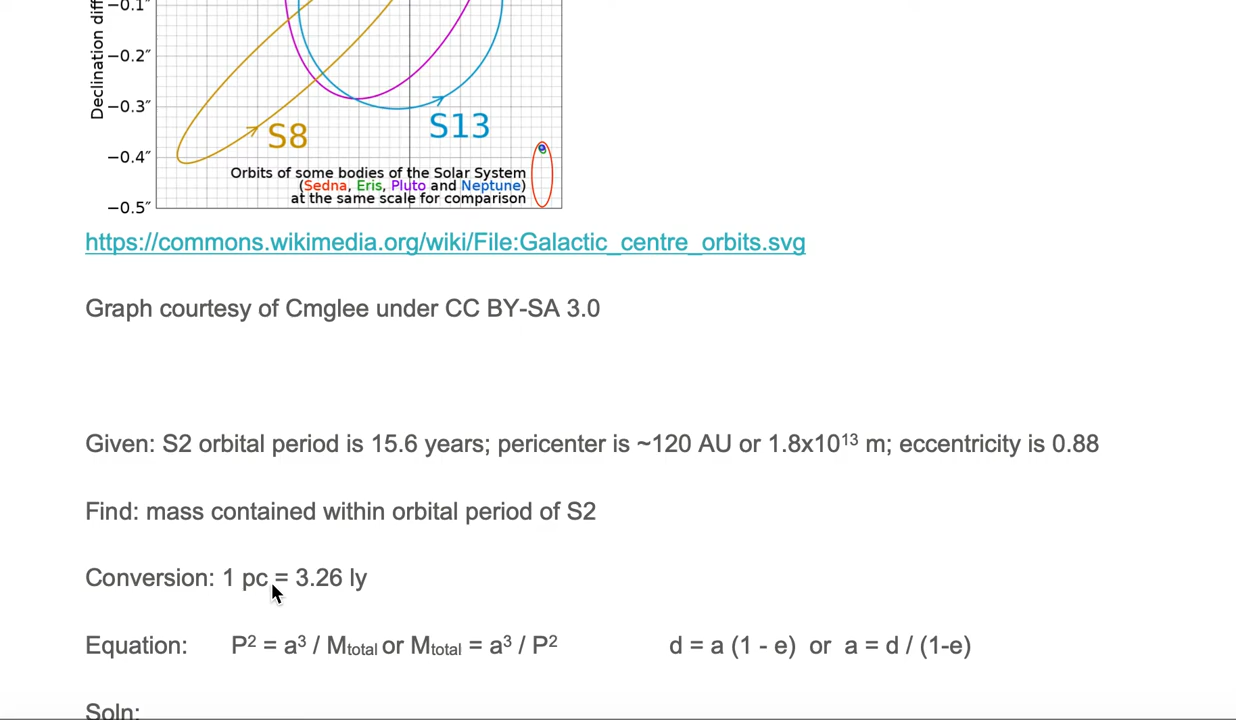 −0.1″
Declination diff
−0.2″
−0.3″
−0.4″
−0.5″
S8
S13
Orbits of some bodies of the Solar System
(Sedna, Eris, Pluto and Neptune)
at the same scale for comparison
https://commons.wikimedia.org/wiki/File:Galactic_centre_orbits.svg
Graph courtesy of Cmglee under CC BY-SA 3.0
Given: S2 orbital period is 15.6 years; pericenter is ~120 AU or 1.8x10¹³ m; eccentricity is 0.88
Find: mass contained within orbital period of S2
Conversion: 1 pc = 3.26 ly
Equation: P² = a³ / Mtotal or Mtotal = a³ / P² d = a (1 - e) or a = d / (1-e)
Soln: